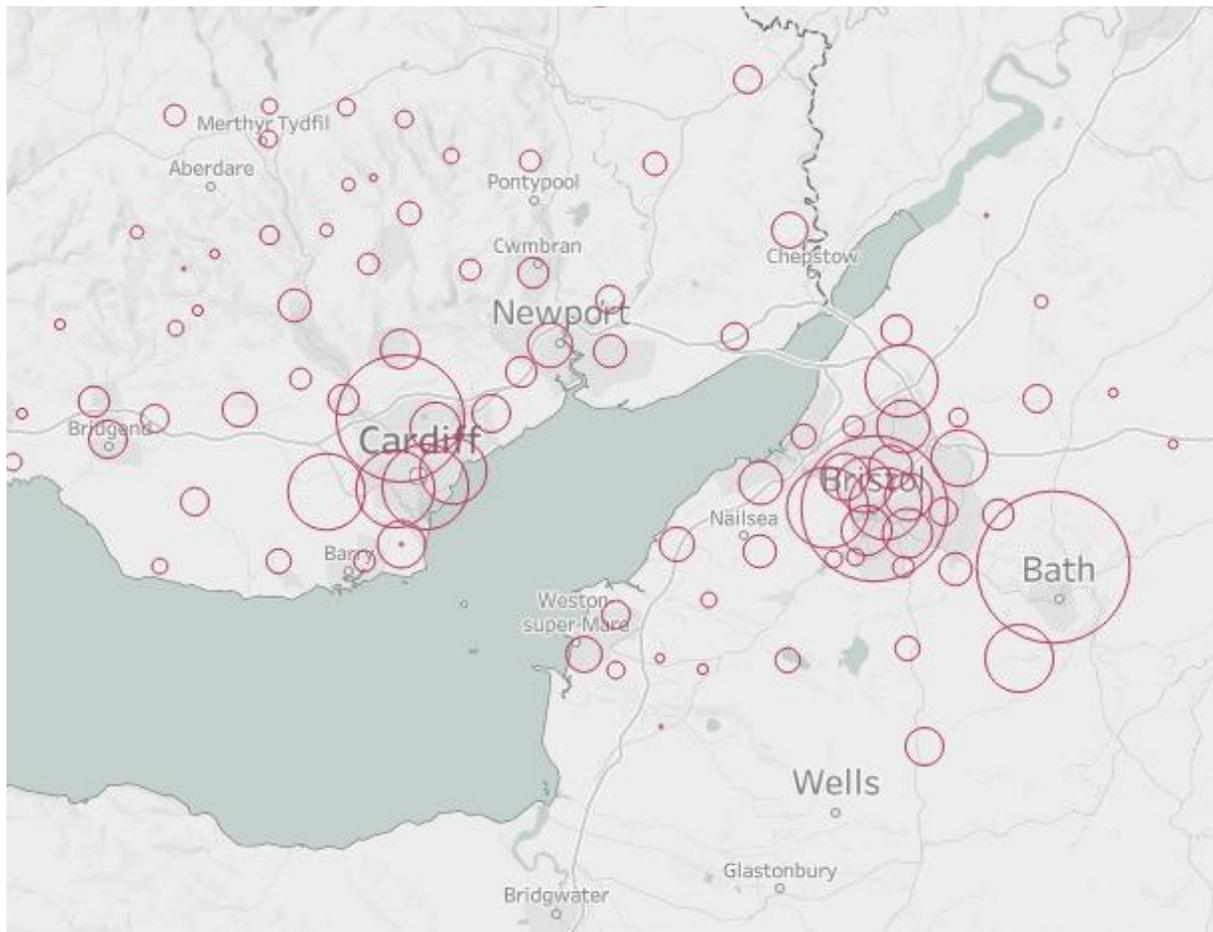 Merthyr Tydfil
Aberdare
Pontypool
Cwmbran
Chepstow
Newport
Bridgend
Cardiff
Bristol
Nailsea
Barry
Bath
Weston-
super-Mare
Wells
Glastonbury
Bridgwater